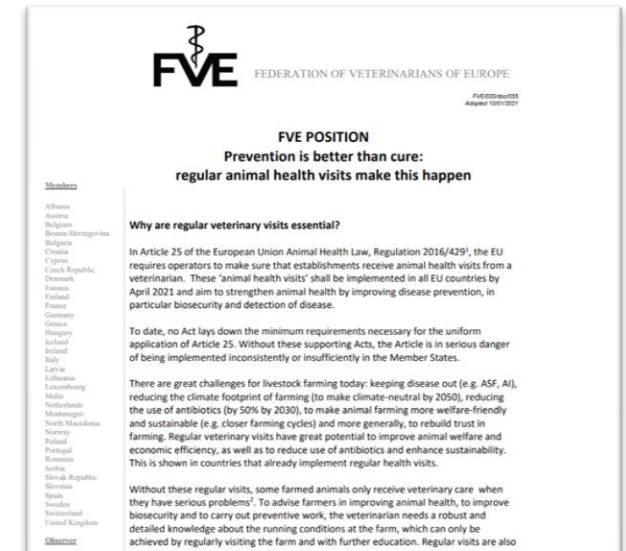 FVE
FEDERATION OF VETERINARIANS OF EUROPE
FVE/020/doc/055
Adopted 10/01/2021
FVE POSITION
Prevention is better than cure:
regular animal health visits make this happen
Members
Albania
Austria
Belgium
Bosnia-Herzegovina
Bulgaria
Croatia
Cyprus
Czech Republic
Denmark
Estonia
Finland
France
Germany
Greece
Hungary
Iceland
Ireland
Italy
Latvia
Lithuania
Luxembourg
Malta
Netherlands
Montenegro
North Macedonia
Norway
Poland
Portugal
Romania
Serbia
Slovak Republic
Slovenia
Spain
Sweden
Switzerland
United Kingdom
Observer
Why are regular veterinary visits essential?
In Article 25 of the European Union Animal Health Law, Regulation 2016/429¹, the EU
requires operators to make sure that establishments receive animal health visits from a
veterinarian. These 'animal health visits' shall be implemented in all EU countries by
April 2021 and aim to strengthen animal health by improving disease prevention, in
particular biosecurity and detection of disease.
To date, no Act lays down the minimum requirements necessary for the uniform
application of Article 25. Without these supporting Acts, the Article is in serious danger
of being implemented inconsistently or insufficiently in the Member States.
There are great challenges for livestock farming today: keeping disease out (e.g. ASF, AI),
reducing the climate footprint of farming (to make climate-neutral by 2050), reducing
the use of antibiotics (by 50% by 2030), to make animal farming more welfare-friendly
and sustainable (e.g. closer farming cycles) and more generally, to rebuild trust in
farming. Regular veterinary visits have great potential to improve animal welfare and
economic efficiency, as well as to reduce use of antibiotics and enhance sustainability.
This is shown in countries that already implement regular health visits.
Without these regular visits, some farmed animals only receive veterinary care when
they have serious problems². To advise farmers in improving animal health, to improve
biosecurity and to carry out preventive work, the veterinarian needs a robust and
detailed knowledge about the running conditions at the farm, which can only be
achieved by regularly visiting the farm and with further education. Regular visits are also